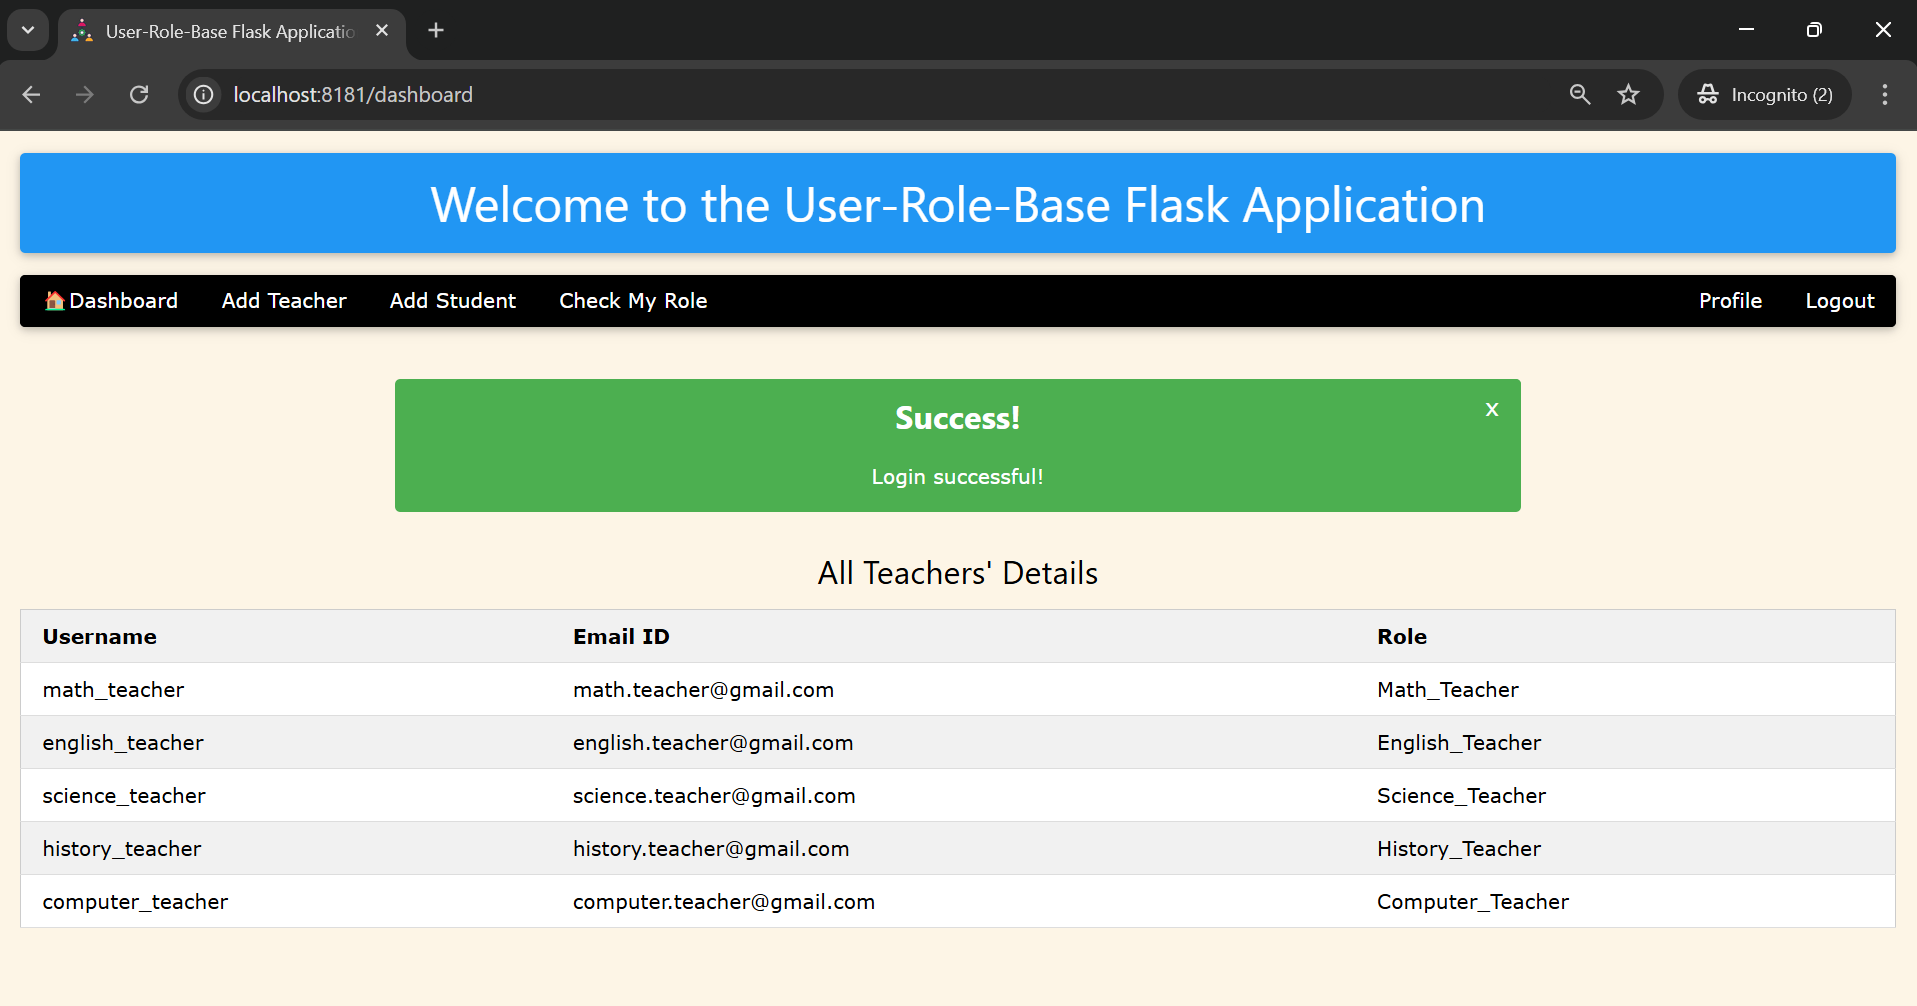 User-Role-Base Flask Applicatio
localhost:8181/dashboard
Incognito (2)
Welcome to the User-Role-Base Flask Application
Dashboard Add Teacher Add Student Check My Role Profile Logout
Success! x
Login successful!
All Teachers' Details
Username Email ID Role
math_teacher math.teacher@gmail.com Math_Teacher
english_teacher english.teacher@gmail.com English_Teacher
science_teacher science.teacher@gmail.com Science_Teacher
history_teacher history.teacher@gmail.com History_Teacher
computer_teacher computer.teacher@gmail.com Computer_Teacher